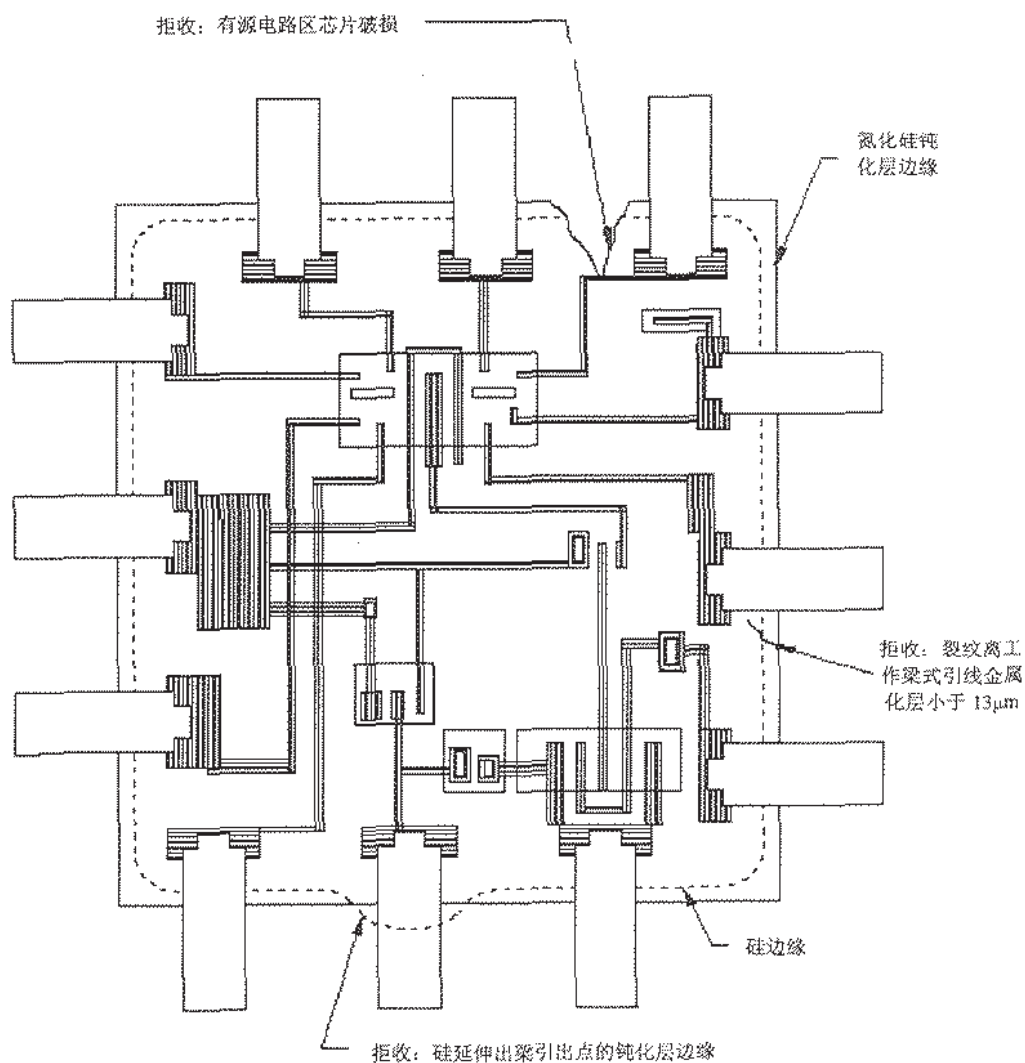 拒收：有源电路区芯片破损
氮化硅钝
化层边缘
拒收：裂纹离工
作梁式引线金属
化层小于 13μm
硅边缘
拒收：硅延伸出梁引出点的钝化层边缘